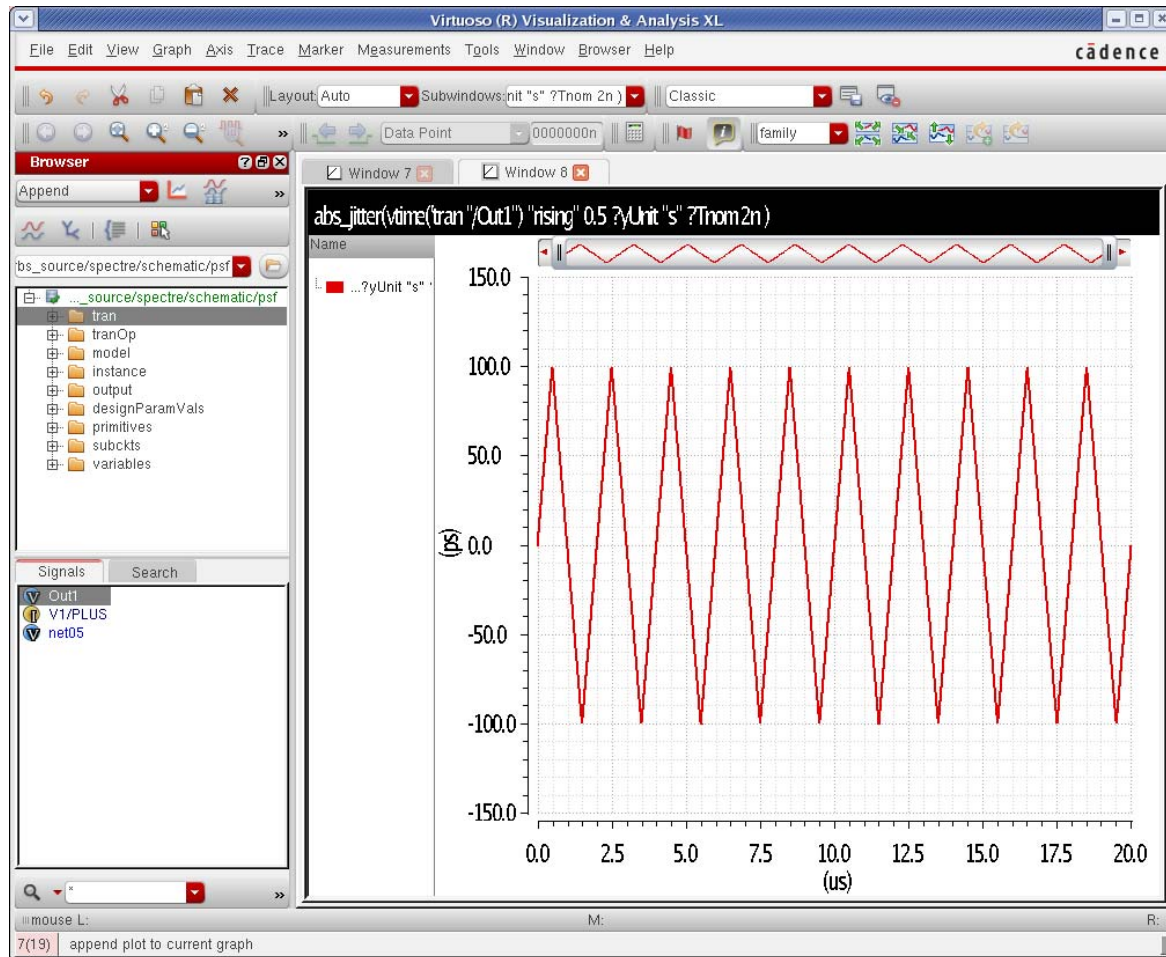 Virtuoso (R) Visualization & Analysis XL
File Edit View Graph Axis Trace Marker Measurements Tools Window Browser Help
cādence
Layout: Auto Subwindows: nit "s" ?Tnom 2n ) Classic
» Data Point 0000000n family
Browser
Window 7 Window 8
Append »
abs_jitter(vtime('tran "/Out1") "rising" 0.5 ?yUnit "s" ?Tnom 2n )
Name
...?yUnit "s"
bs_source/spectre/schematic/psf
..._source/spectre/schematic/psf
tran
tranOp
model
instance
output
designParamVals
primitives
subckts
variables
Signals Search
Out1
V1/PLUS
net05
* »
150.0
100.0
50.0
0.0
-50.0
-100.0
-150.0
(ps)
0.0 2.5 5.0 7.5 10.0 12.5 15.0 17.5 20.0
(us)
mouse L: M: R:
7(19) append plot to current graph